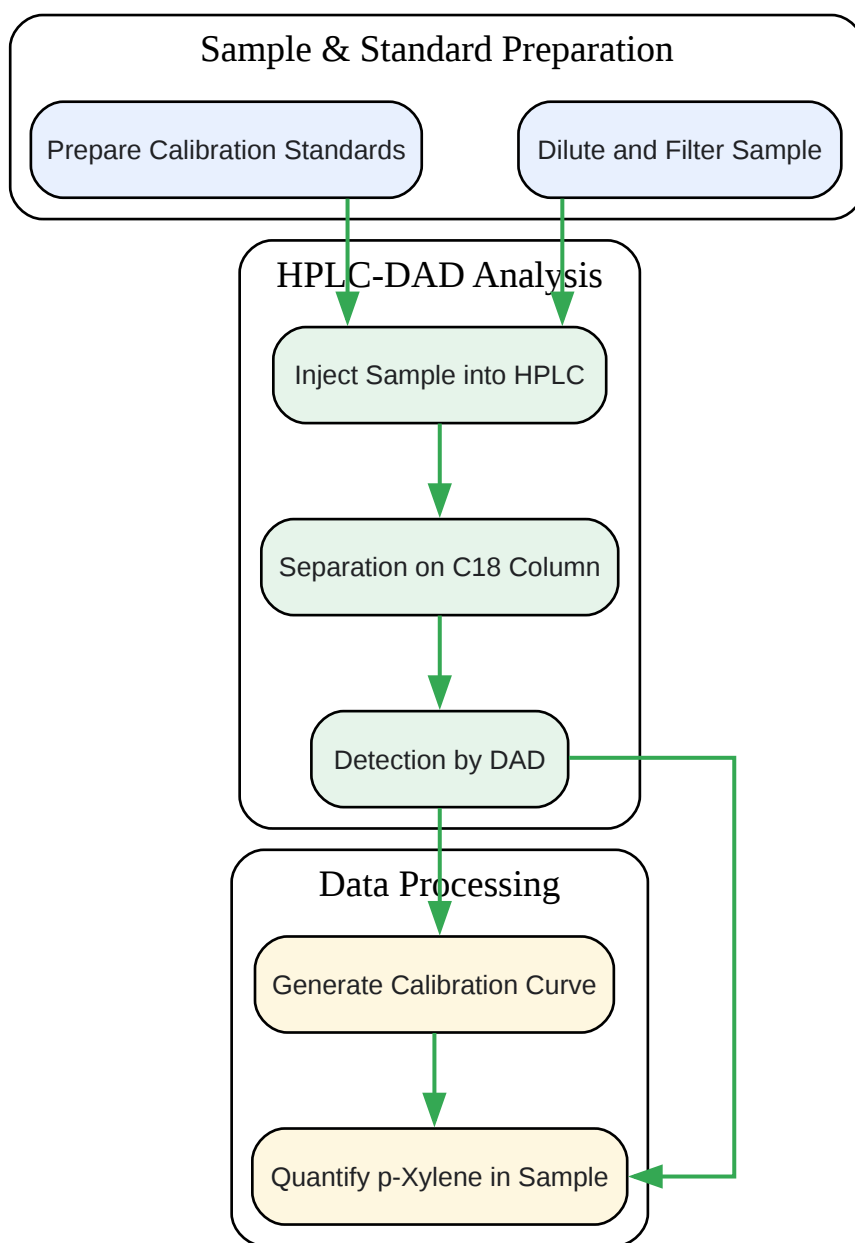 Sample & Standard Preparation
Prepare Calibration Standards
Dilute and Filter Sample
HPLC-DAD Analysis
Inject Sample into HPLC
Separation on C18 Column
Detection by DAD
Data Processing
Generate Calibration Curve
Quantify p-Xylene in Sample